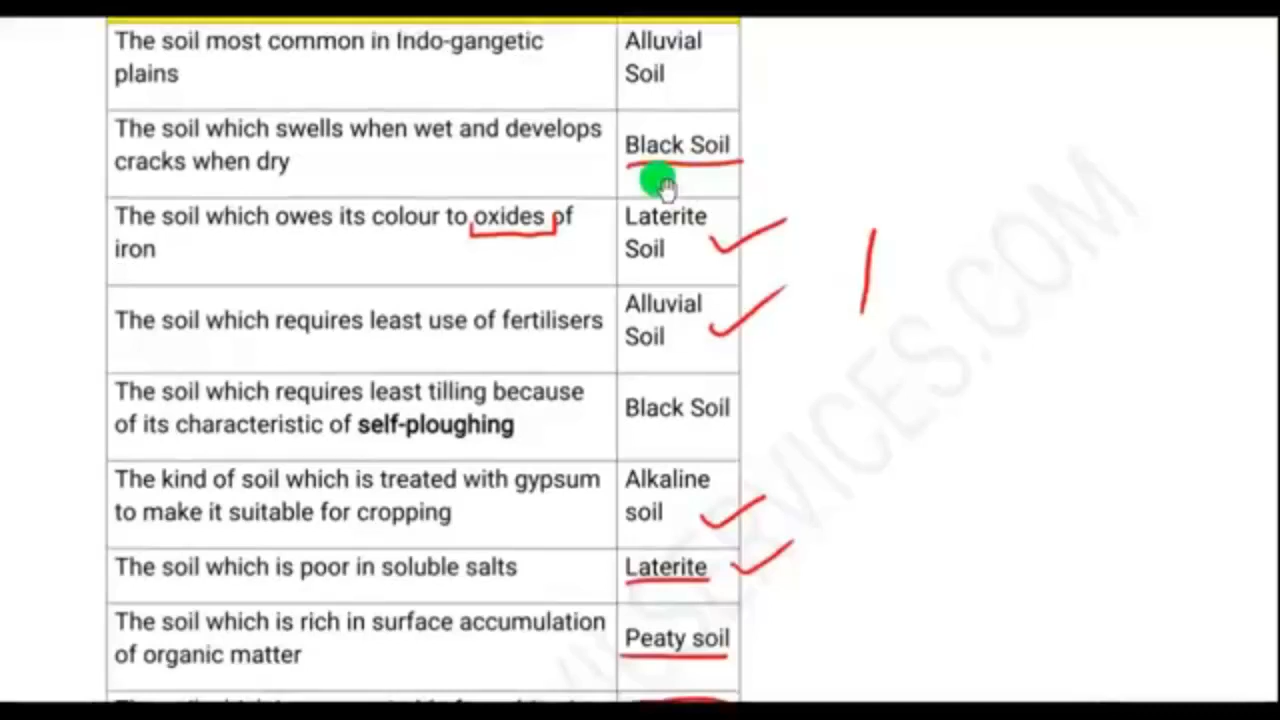 The soil most common in Indo-gangetic
plains
Alluvial
Soil
The soil which swells when wet and develops
cracks when dry
Black Soil
The soil which owes its colour to oxides of
iron
Laterite
Soil
The soil which requires least use of fertilisers
Alluvial
Soil
The soil which requires least tilling because
of its characteristic of self-ploughing
Black Soil
The kind of soil which is treated with gypsum
to make it suitable for cropping
Alkaline
soil
The soil which is poor in soluble salts
Laterite
The soil which is rich in surface accumulation
of organic matter
Peaty soil
SERVICES.COM